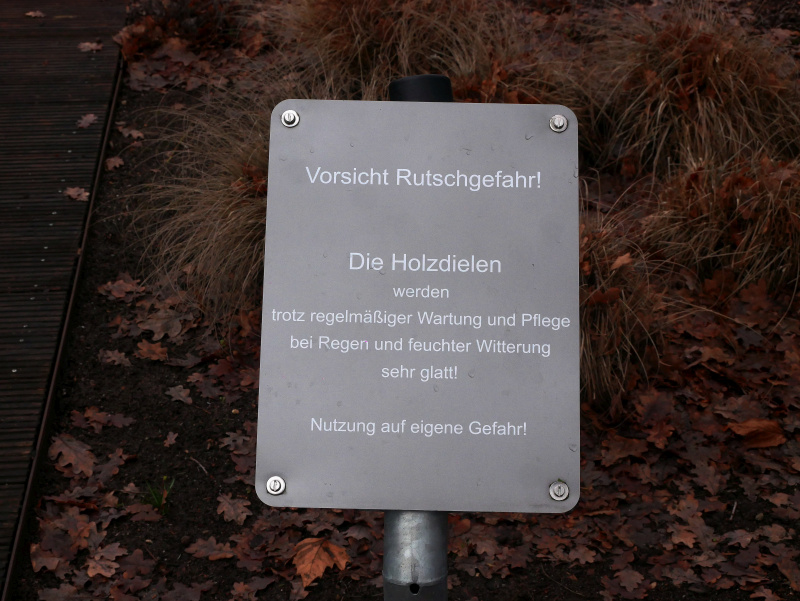 Vorsicht Rutschgefahr!
Die Holzdielen
werden
trotz regelmäßiger Wartung und Pflege
bei Regen und feuchter Witterung
sehr glatt!
Nutzung auf eigene Gefahr!